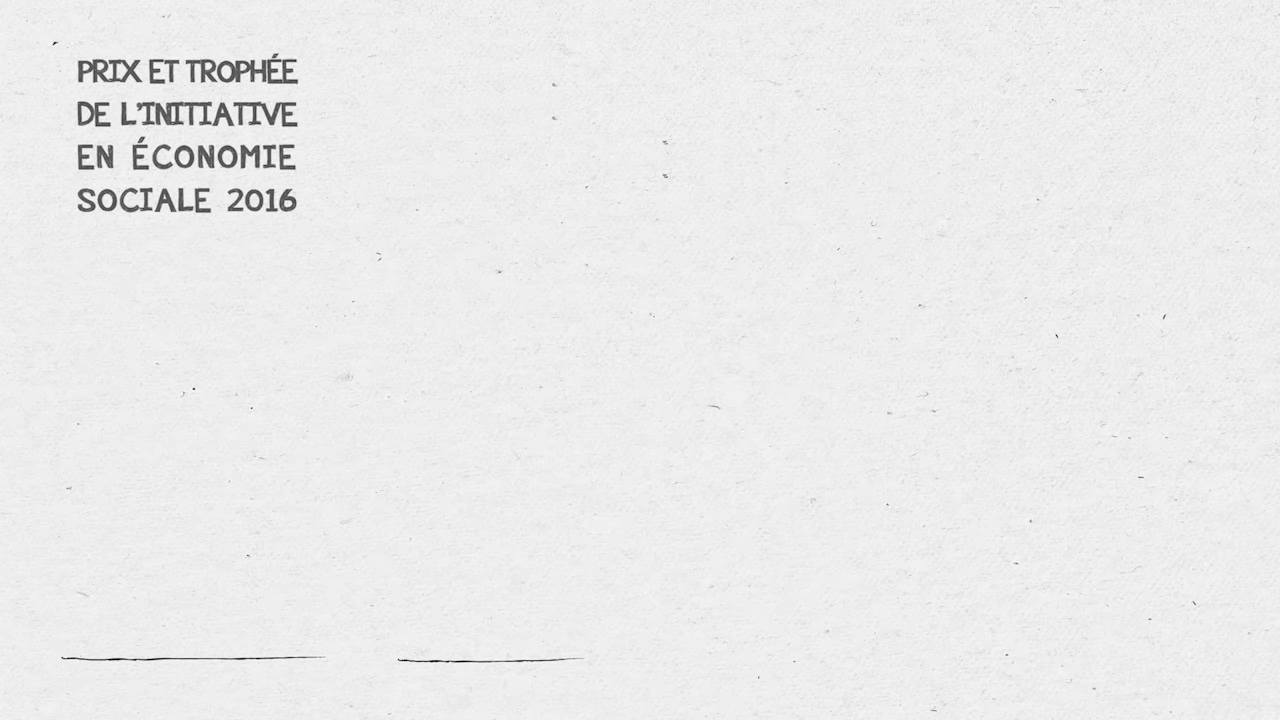 PRIX ET TROPHÉE
DE L'INITIATIVE
EN ÉCONOMIE
SOCIALE 2016